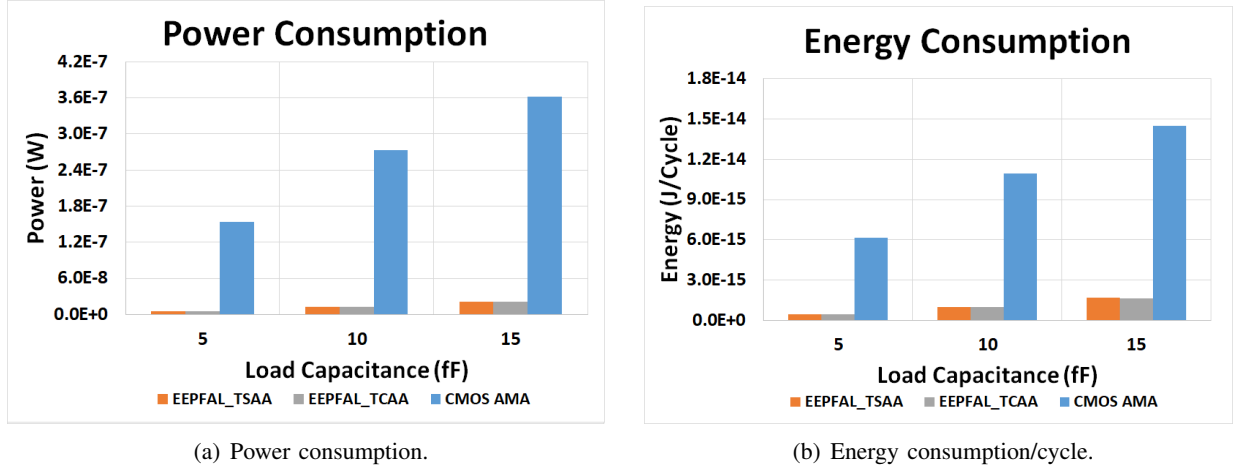 Power Consumption
4.2E-7
3.6E-7
3.0E-7
2.4E-7
1.8E-7
1.2E-7
6.0E-8
0.0E+0
Power (W)
5 10 15
Load Capacitance (fF)
EEPFAL_TSAA EEPFAL_TCAA CMOS AMA
(a) Power consumption.
Energy Consumption
1.8E-14
1.5E-14
1.2E-14
9.0E-15
6.0E-15
3.0E-15
0.0E+0
Energy (J/Cycle)
5 10 15
Load Capacitance (fF)
EEPFAL_TSAA EEPFAL_TCAA CMOS AMA
(b) Energy consumption/cycle.